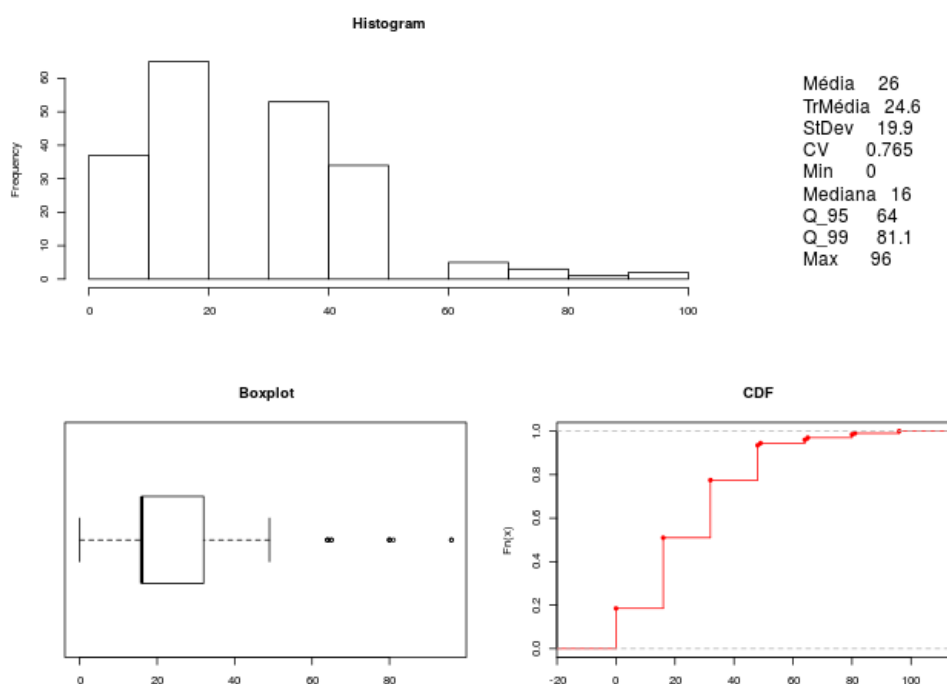 Histogram
Frequency
0 10 20 30 40 50 60
0 20 40 60 80 100
Média 26
TrMédia 24.6
StDev 19.9
CV 0.765
Min 0
Mediana 16
Q_95 64
Q_99 81.1
Max 96
Boxplot
0 20 40 60 80
CDF
Fn(x)
0.0 0.2 0.4 0.6 0.8 1.0
-20 0 20 40 60 80 100